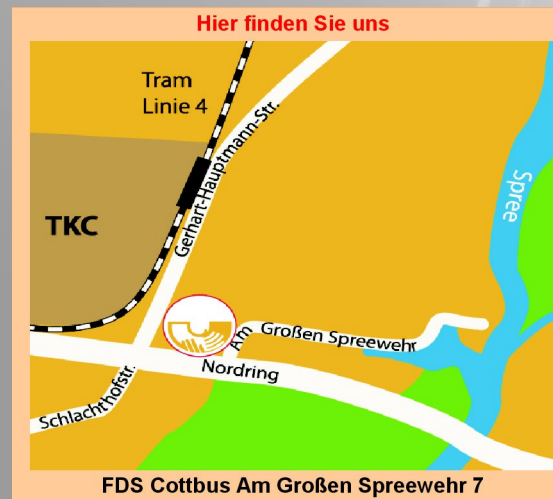 Hier finden Sie uns
Tram
Linie 4
Gerhart-Hauptmann-Str.
Spree
TKC
Am Großen Spreewehr
Nordring
Schlachthofstr.
FDS Cottbus Am Großen Spreewehr 7